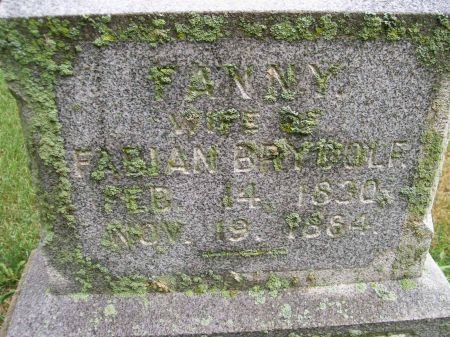 FANNY.
WIFE OF
FABIAN BRYDOLF
FEB. 14, 1830.
NOV. 19, 1884.